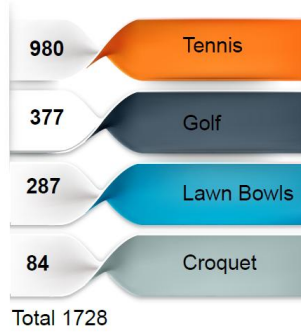 980 Tennis
377 Golf
287 Lawn Bowls
84 Croquet
Total 1728